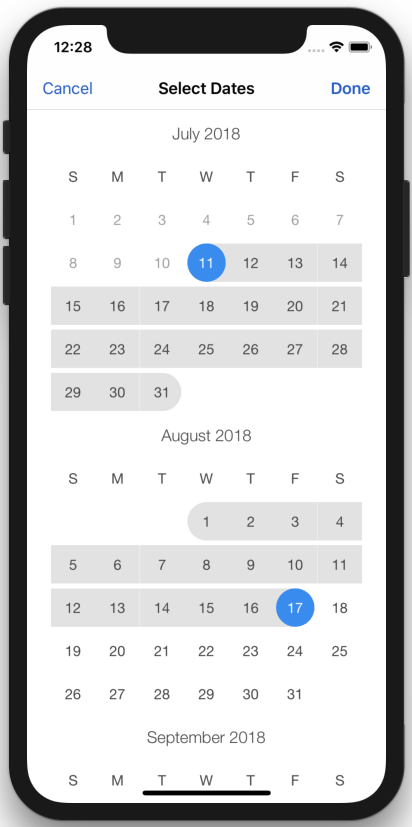 12:28
Cancel Select Dates Done
July 2018
S M T W T F S
1 2 3 4 5 6 7
8 9 10 11 12 13 14
15 16 17 18 19 20 21
22 23 24 25 26 27 28
29 30 31
August 2018
S M T W T F S
1 2 3 4
5 6 7 8 9 10 11
12 13 14 15 16 17 18
19 20 21 22 23 24 25
26 27 28 29 30 31
September 2018
S M T W T F S